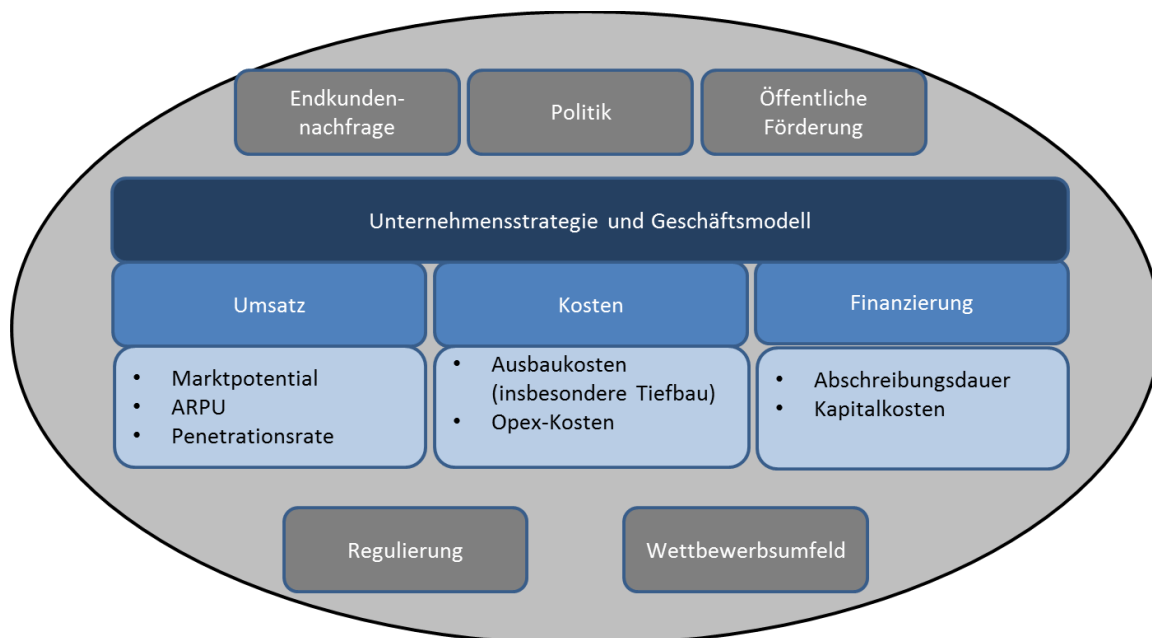 Endkunden-
nachfrage
Politik
Öffentliche
Förderung
Unternehmensstrategie und Geschäftsmodell
Umsatz
Kosten
Finanzierung
• Marktpotential
• ARPU
• Penetrationsrate
• Ausbaukosten
(insbesondere Tiefbau)
• Opex-Kosten
• Abschreibungsdauer
• Kapitalkosten
Regulierung
Wettbewerbsumfeld